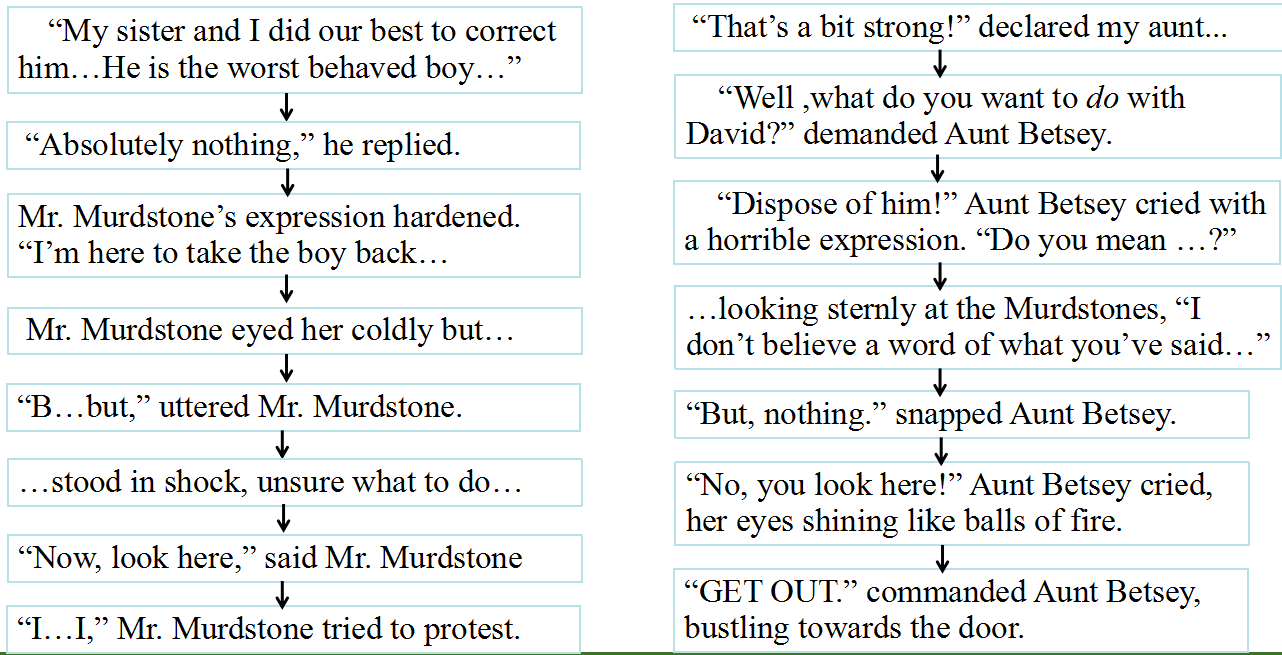 “My sister and I did our best to correct
him…He is the worst behaved boy…”
“Absolutely nothing,” he replied.
Mr. Murdstone’s expression hardened.
“I’m here to take the boy back…
Mr. Murdstone eyed her coldly but…
“B…but,” uttered Mr. Murdstone.
…stood in shock, unsure what to do…
“Now, look here,” said Mr. Murdstone
“I…I,” Mr. Murdstone tried to protest.
“That’s a bit strong!” declared my aunt...
“Well ,what do you want to do with
David?” demanded Aunt Betsey.
“Dispose of him!” Aunt Betsey cried with
a horrible expression. “Do you mean …?”
…looking sternly at the Murdstones, “I
don’t believe a word of what you’ve said…”
“But, nothing.” snapped Aunt Betsey.
“No, you look here!” Aunt Betsey cried,
her eyes shining like balls of fire.
“GET OUT.” commanded Aunt Betsey,
bustling towards the door.